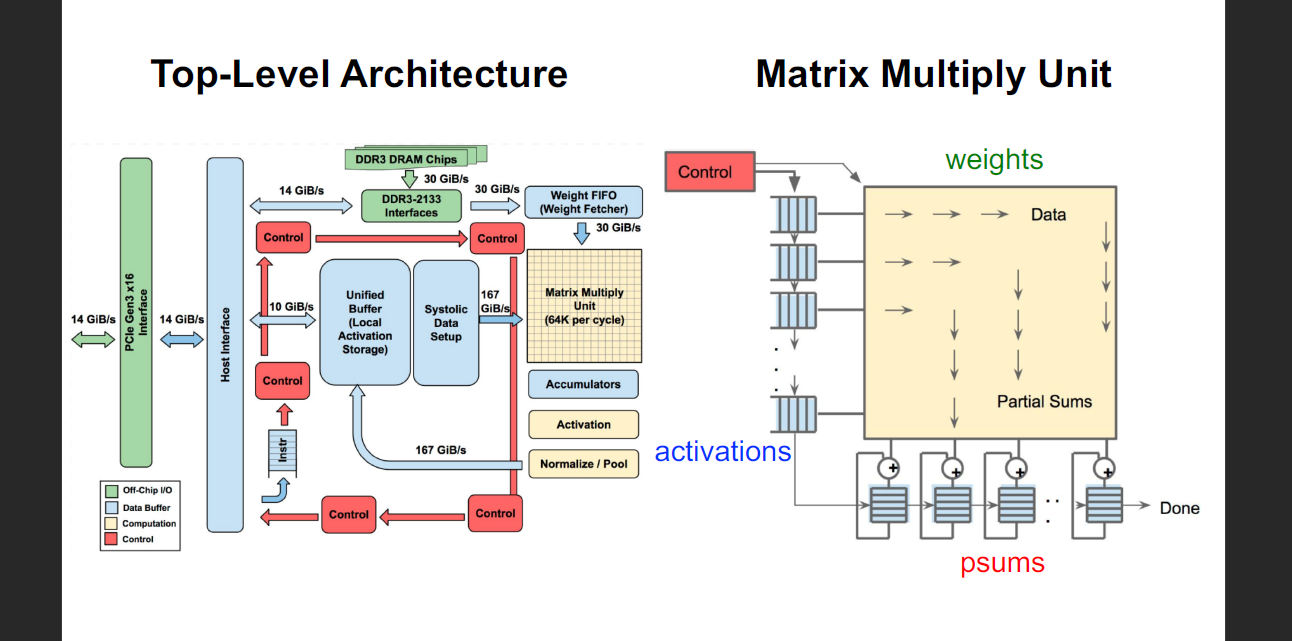 Top-Level Architecture
DDR3 DRAM Chips
30 GiB/s
14 GiB/s
DDR3-2133
Interfaces
30 GiB/s
Weight FIFO
(Weight Fetcher)
30 GiB/s
Control
Control
PCIe Gen3 x16
Interface
14 GiB/s
14 GiB/s
Host Interface
10 GiB/s
Unified
Buffer
(Local
Activation
Storage)
Systolic
Data
Setup
167
GiB/s
Matrix Multiply
Unit
(64K per cycle)
Control
Accumulators
Activation
Instr
167 GiB/s
Normalize / Pool
Control
Control
Off-Chip I/O
Data Buffer
Computation
Control
Matrix Multiply Unit
weights
Control
Data
Partial Sums
activations
+
+
+
+
Done
psums